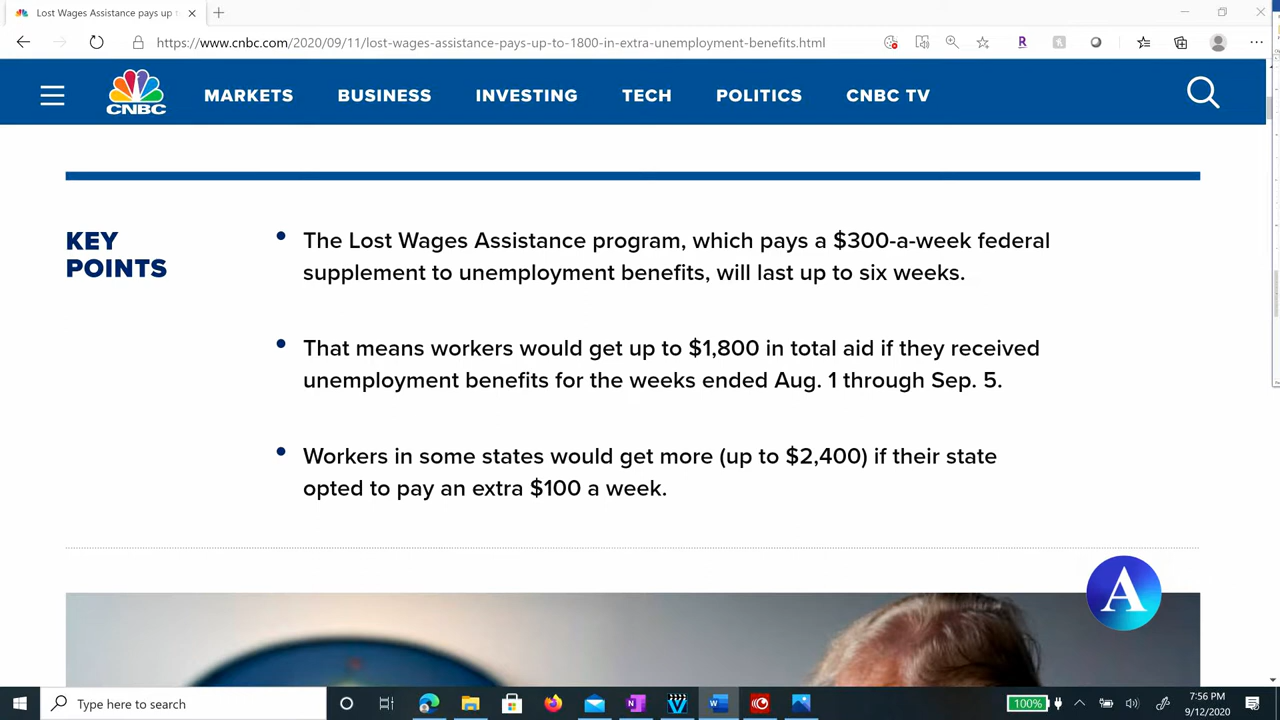 Lost Wages Assistance pays up
https://www.cnbc.com/2020/09/11/lost-wages-assistance-pays-up-to-1800-in-extra-unemployment-benefits.html
R
CNBC
MARKETS
BUSINESS
INVESTING
TECH
POLITICS
CNBC TV
KEY
POINTS
• The Lost Wages Assistance program, which pays a $300-a-week federal
supplement to unemployment benefits, will last up to six weeks.
• That means workers would get up to $1,800 in total aid if they received
unemployment benefits for the weeks ended Aug. 1 through Sep. 5.
• Workers in some states would get more (up to $2,400) if their state
opted to pay an extra $100 a week.
A
Type here to search
100%
7:56 PM
9/12/2020